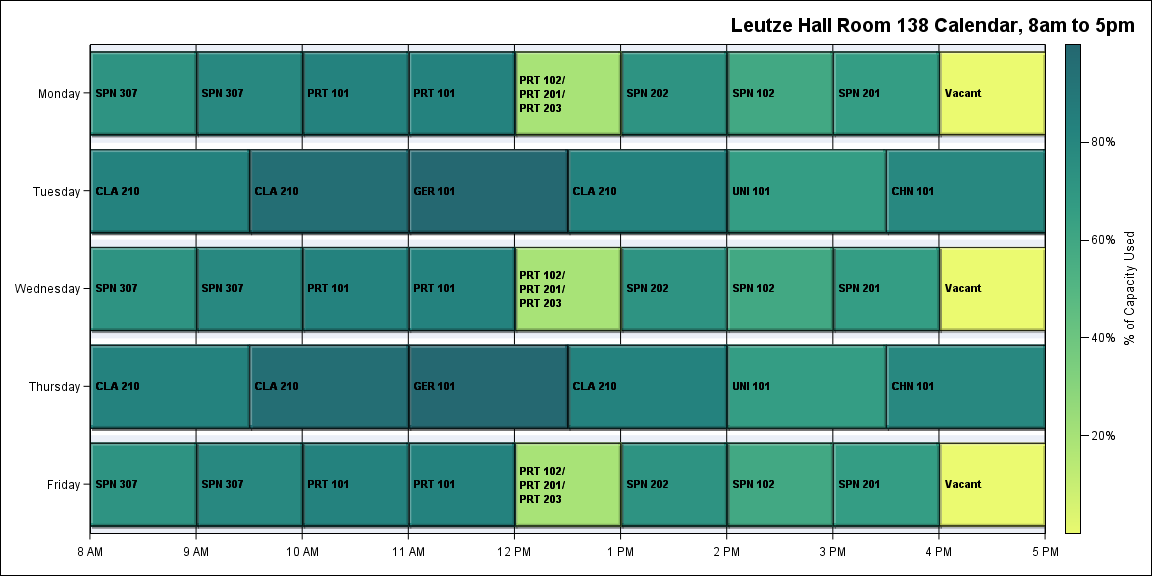 Leutze Hall Room 138 Calendar, 8am to 5pm
Monday
SPN 307
SPN 307
PRT 101
PRT 101
PRT 102/
PRT 201/
PRT 203
SPN 202
SPN 102
SPN 201
Vacant
Tuesday
CLA 210
CLA 210
GER 101
CLA 210
UNI 101
CHN 101
Wednesday
SPN 307
SPN 307
PRT 101
PRT 101
PRT 102/
PRT 201/
PRT 203
SPN 202
SPN 102
SPN 201
Vacant
Thursday
CLA 210
CLA 210
GER 101
CLA 210
UNI 101
CHN 101
Friday
SPN 307
SPN 307
PRT 101
PRT 101
PRT 102/
PRT 201/
PRT 203
SPN 202
SPN 102
SPN 201
Vacant
8 AM
9 AM
10 AM
11 AM
12 PM
1 PM
2 PM
3 PM
4 PM
5 PM
80%
60%
40%
20%
% of Capacity Used